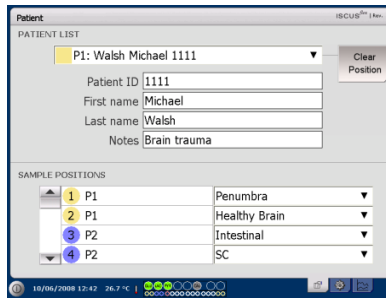 Patient
ISCUSflex | Rev.
PATIENT LIST
P1: Walsh Michael 1111
Clear Position
Patient ID 1111
First name Michael
Last name Walsh
Notes Brain trauma
SAMPLE POSITIONS
1 P1 Penumbra
2 P1 Healthy Brain
3 P2 Intestinal
4 P2 SC
10/06/2008 12:42 26.7 °C |